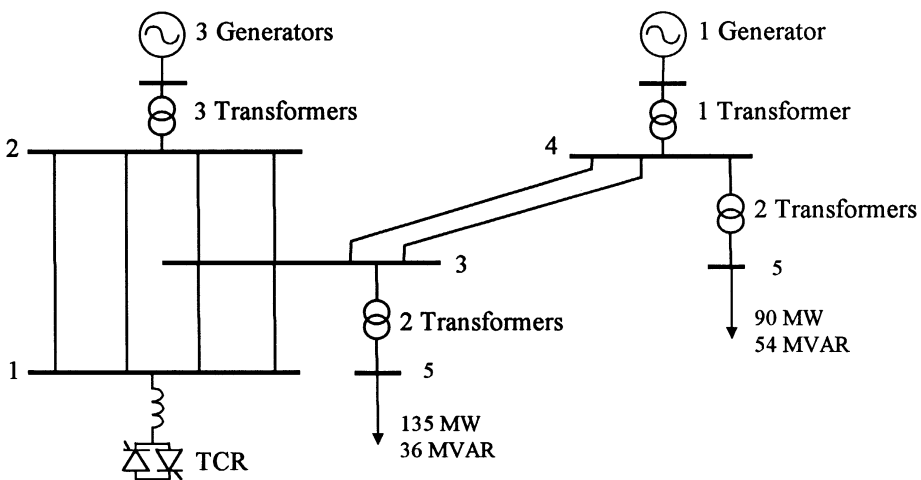 3 Generators
1 Generator
3 Transformers
1 Transformer
2
4
2 Transformers
3
5
2 Transformers
90 MW
54 MVAR
1
5
135 MW
36 MVAR
TCR